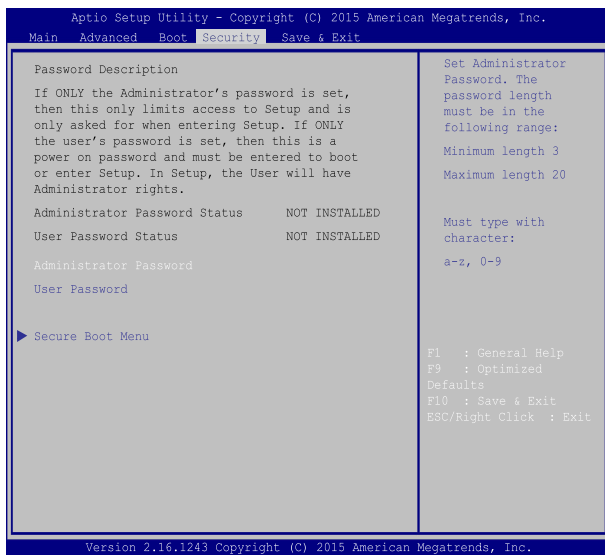 Aptio Setup Utility - Copyright (C) 2015 American Megatrends, Inc.
Main Advanced Boot Security Save & Exit
Password Description
If ONLY the Administrator's password is set,
then this only limits access to Setup and is
only asked for when entering Setup. If ONLY
the user's password is set, then this is a
power on password and must be entered to boot
or enter Setup. In Setup, the User will have
Administrator rights.
Administrator Password Status NOT INSTALLED
User Password Status NOT INSTALLED
Administrator Password
User Password
Secure Boot Menu
Set Administrator
Password. The
password length
must be in the
following range:
Minimum length 3
Maximum length 20
Must type with
character:
a-z, 0-9
F1 : General Help
F9 : Optimized
Defaults
F10 : Save & Exit
ESC/Right Click : Exit
Version 2.16.1243 Copyright (C) 2015 American Megatrends, Inc.